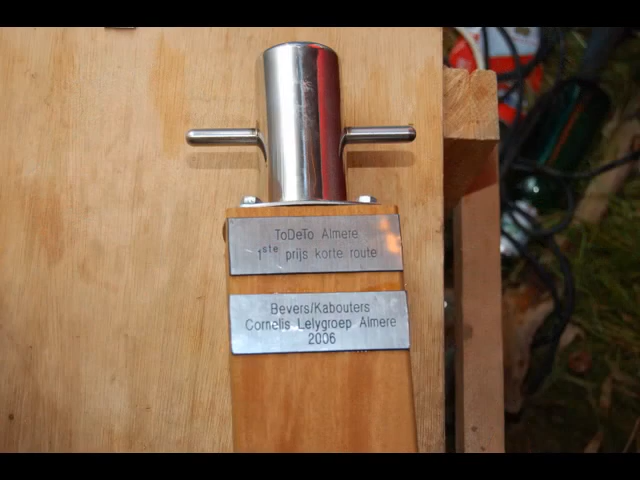 ToDeTo Almere
1ste prijs korte route
Bevers/Kabouters
Cornelis Lelygroep Almere
2006